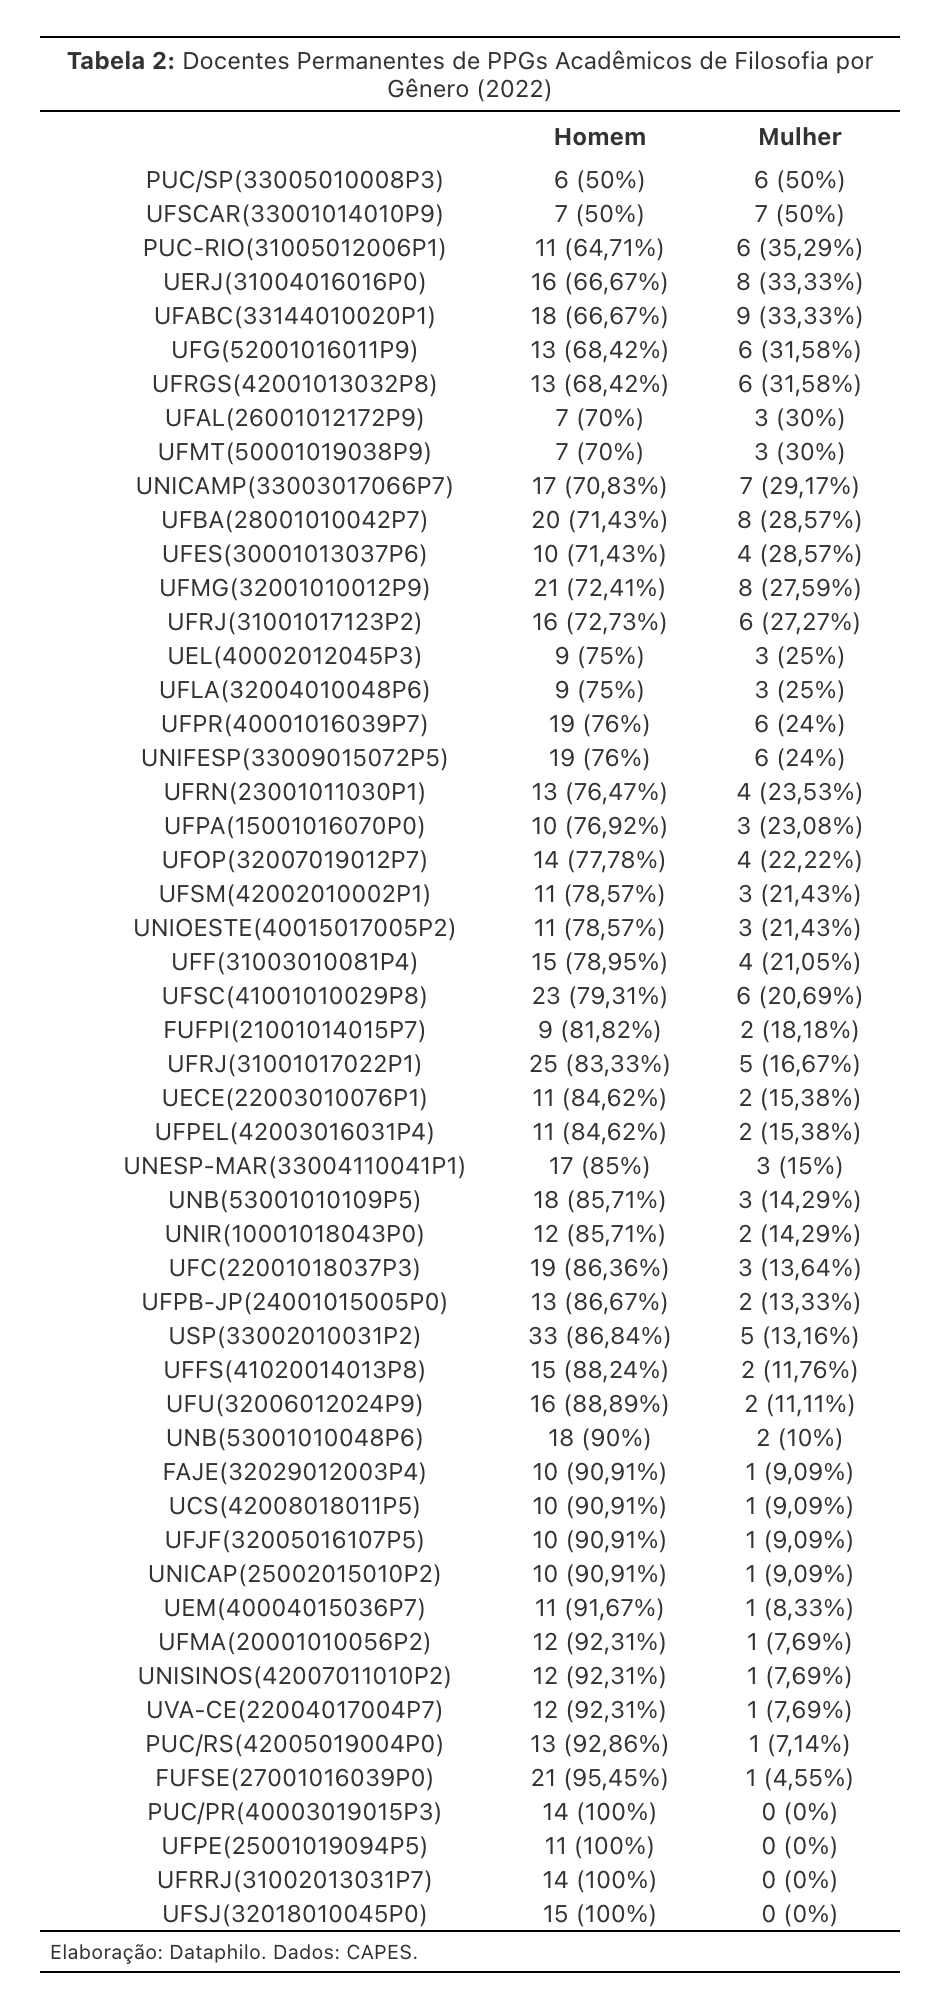 Tabela 2: Docentes Permanentes de PPGs Acadêmicos de Filosofia por
Gênero (2022)
Homem Mulher
PUC/SP(33005010008P3) 6 (50%) 6 (50%)
UFSCAR(33001014010P9) 7 (50%) 7 (50%)
PUC-RIO(31005012006P1) 11 (64,71%) 6 (35,29%)
UERJ(31004016016P0) 16 (66,67%) 8 (33,33%)
UFABC(33144010020P1) 18 (66,67%) 9 (33,33%)
UFG(52001016011P9) 13 (68,42%) 6 (31,58%)
UFRGS(42001013032P8) 13 (68,42%) 6 (31,58%)
UFAL(26001012172P9) 7 (70%) 3 (30%)
UFMT(50001019038P9) 7 (70%) 3 (30%)
UNICAMP(33003017066P7) 17 (70,83%) 7 (29,17%)
UFBA(28001010042P7) 20 (71,43%) 8 (28,57%)
UFES(30001013037P6) 10 (71,43%) 4 (28,57%)
UFMG(32001010012P9) 21 (72,41%) 8 (27,59%)
UFRJ(31001017123P2) 16 (72,73%) 6 (27,27%)
UEL(40002012045P3) 9 (75%) 3 (25%)
UFLA(32004010048P6) 9 (75%) 3 (25%)
UFPR(40001016039P7) 19 (76%) 6 (24%)
UNIFESP(33009015072P5) 19 (76%) 6 (24%)
UFRN(23001011030P1) 13 (76,47%) 4 (23,53%)
UFPA(15001016070P0) 10 (76,92%) 3 (23,08%)
UFOP(32007019012P7) 14 (77,78%) 4 (22,22%)
UFSM(42002010002P1) 11 (78,57%) 3 (21,43%)
UNIOESTE(40015017005P2) 11 (78,57%) 3 (21,43%)
UFF(31003010081P4) 15 (78,95%) 4 (21,05%)
UFSC(41001010029P8) 23 (79,31%) 6 (20,69%)
FUFPI(21001014015P7) 9 (81,82%) 2 (18,18%)
UFRJ(31001017022P1) 25 (83,33%) 5 (16,67%)
UECE(22003010076P1) 11 (84,62%) 2 (15,38%)
UFPEL(42003016031P4) 11 (84,62%) 2 (15,38%)
UNESP-MAR(33004110041P1) 17 (85%) 3 (15%)
UNB(53001010109P5) 18 (85,71%) 3 (14,29%)
UNIR(10001018043P0) 12 (85,71%) 2 (14,29%)
UFC(22001018037P3) 19 (86,36%) 3 (13,64%)
UFPB-JP(24001015005P0) 13 (86,67%) 2 (13,33%)
USP(33002010031P2) 33 (86,84%) 5 (13,16%)
UFFS(41020014013P8) 15 (88,24%) 2 (11,76%)
UFU(32006012024P9) 16 (88,89%) 2 (11,11%)
UNB(53001010048P6) 18 (90%) 2 (10%)
FAJE(32029012003P4) 10 (90,91%) 1 (9,09%)
UCS(42008018011P5) 10 (90,91%) 1 (9,09%)
UFJF(32005016107P5) 10 (90,91%) 1 (9,09%)
UNICAP(25002015010P2) 10 (90,91%) 1 (9,09%)
UEM(40004015036P7) 11 (91,67%) 1 (8,33%)
UFMA(20001010056P2) 12 (92,31%) 1 (7,69%)
UNISINOS(42007011010P2) 12 (92,31%) 1 (7,69%)
UVA-CE(22004017004P7) 12 (92,31%) 1 (7,69%)
PUC/RS(42005019004P0) 13 (92,86%) 1 (7,14%)
FUFSE(27001016039P0) 21 (95,45%) 1 (4,55%)
PUC/PR(40003019015P3) 14 (100%) 0 (0%)
UFPE(25001019094P5) 11 (100%) 0 (0%)
UFRRJ(31002013031P7) 14 (100%) 0 (0%)
UFSJ(32018010045P0) 15 (100%) 0 (0%)
Elaboração: Dataphilo. Dados: CAPES.